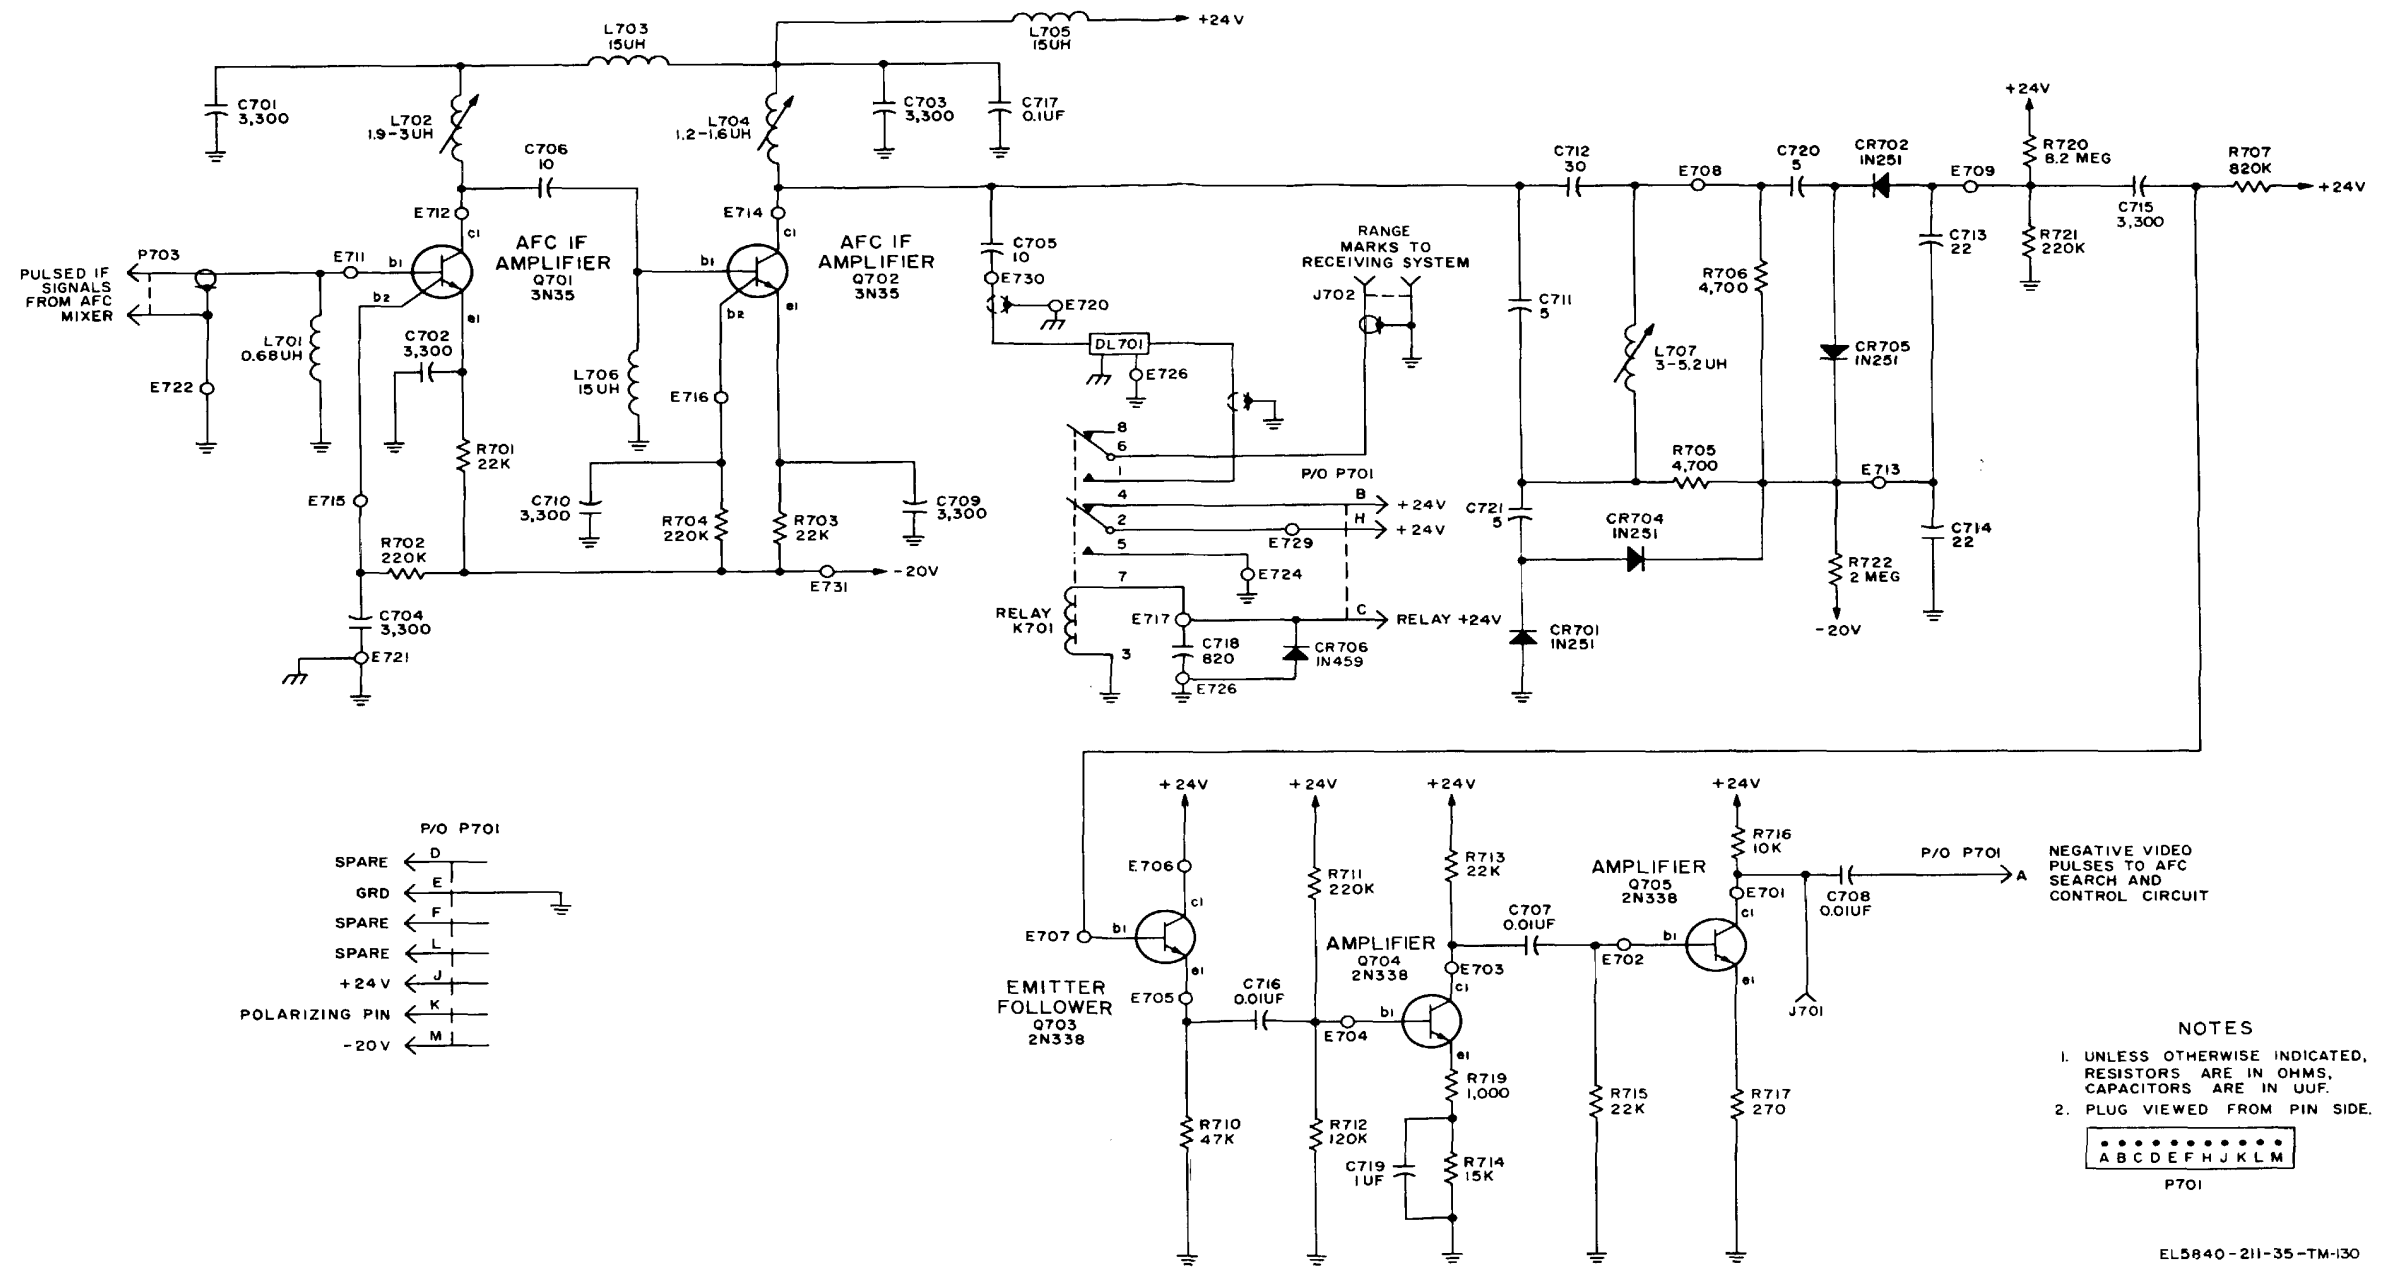 L703
15UH
L705
15UH
+24V
C701
3,300
L702
1.9-3UH
L704
1.2-1.6UH
C703
3,300
C717
0.1UF
C706
10
E712
c1
AFC IF
AMPLIFIER
Q701
3N35
E714
c1
AFC IF
AMPLIFIER
Q702
3N35
PULSED IF
SIGNALS
FROM AFC
MIXER
P703
E711
b1
b2
e1
L701
0.68UH
C702
3,300
E722
R701
22K
E715
R702
220K
C704
3,300
E721
b1
b2
e1
L706
15UH
E716
C710
3,300
R704
220K
R703
22K
C709
3,300
E731
-20V
C705
10
E730
E720
DL701
E726
RANGE
MARKS TO
RECEIVING SYSTEM
J702
8
6
1
4
2
5
7
3
P/O P701
B
+24V
H
+24V
E729
E724
RELAY
K701
E717
C
RELAY +24V
C718
820
CR706
1N459
E726
C712
30
E708
C720
5
CR702
1N251
E709
+24V
R720
8.2 MEG
R707
820K
+24V
C715
3,300
R721
220K
C713
22
R706
4,700
C711
5
L707
3-5.2UH
CR705
1N251
R705
4,700
E713
C721
5
CR704
1N251
C714
22
R722
2 MEG
-20V
CR701
1N251
P/O P701
SPARE
D
GRD
E
SPARE
F
SPARE
L
+24V
J
POLARIZING PIN
K
-20V
M
+24V
E706
c1
E707
b1
e1
EMITTER
FOLLOWER
Q703
2N338
E705
R710
47K
C716
0.01UF
+24V
R711
220K
E704
R712
120K
+24V
R713
22K
AMPLIFIER
Q704
2N338
E703
c1
b1
e1
R719
1,000
C719
1UF
R714
15K
C707
0.01UF
E702
R715
22K
+24V
R716
10K
AMPLIFIER
Q705
2N338
E701
c1
b1
e1
R717
270
C708
0.01UF
J701
P/O P701
A
NEGATIVE VIDEO
PULSES TO AFC
SEARCH AND
CONTROL CIRCUIT
NOTES
1. UNLESS OTHERWISE INDICATED,
RESISTORS ARE IN OHMS,
CAPACITORS ARE IN UUF.
2. PLUG VIEWED FROM PIN SIDE.
A B C D E F H J K L M
P701
EL5840-211-35-TM-130